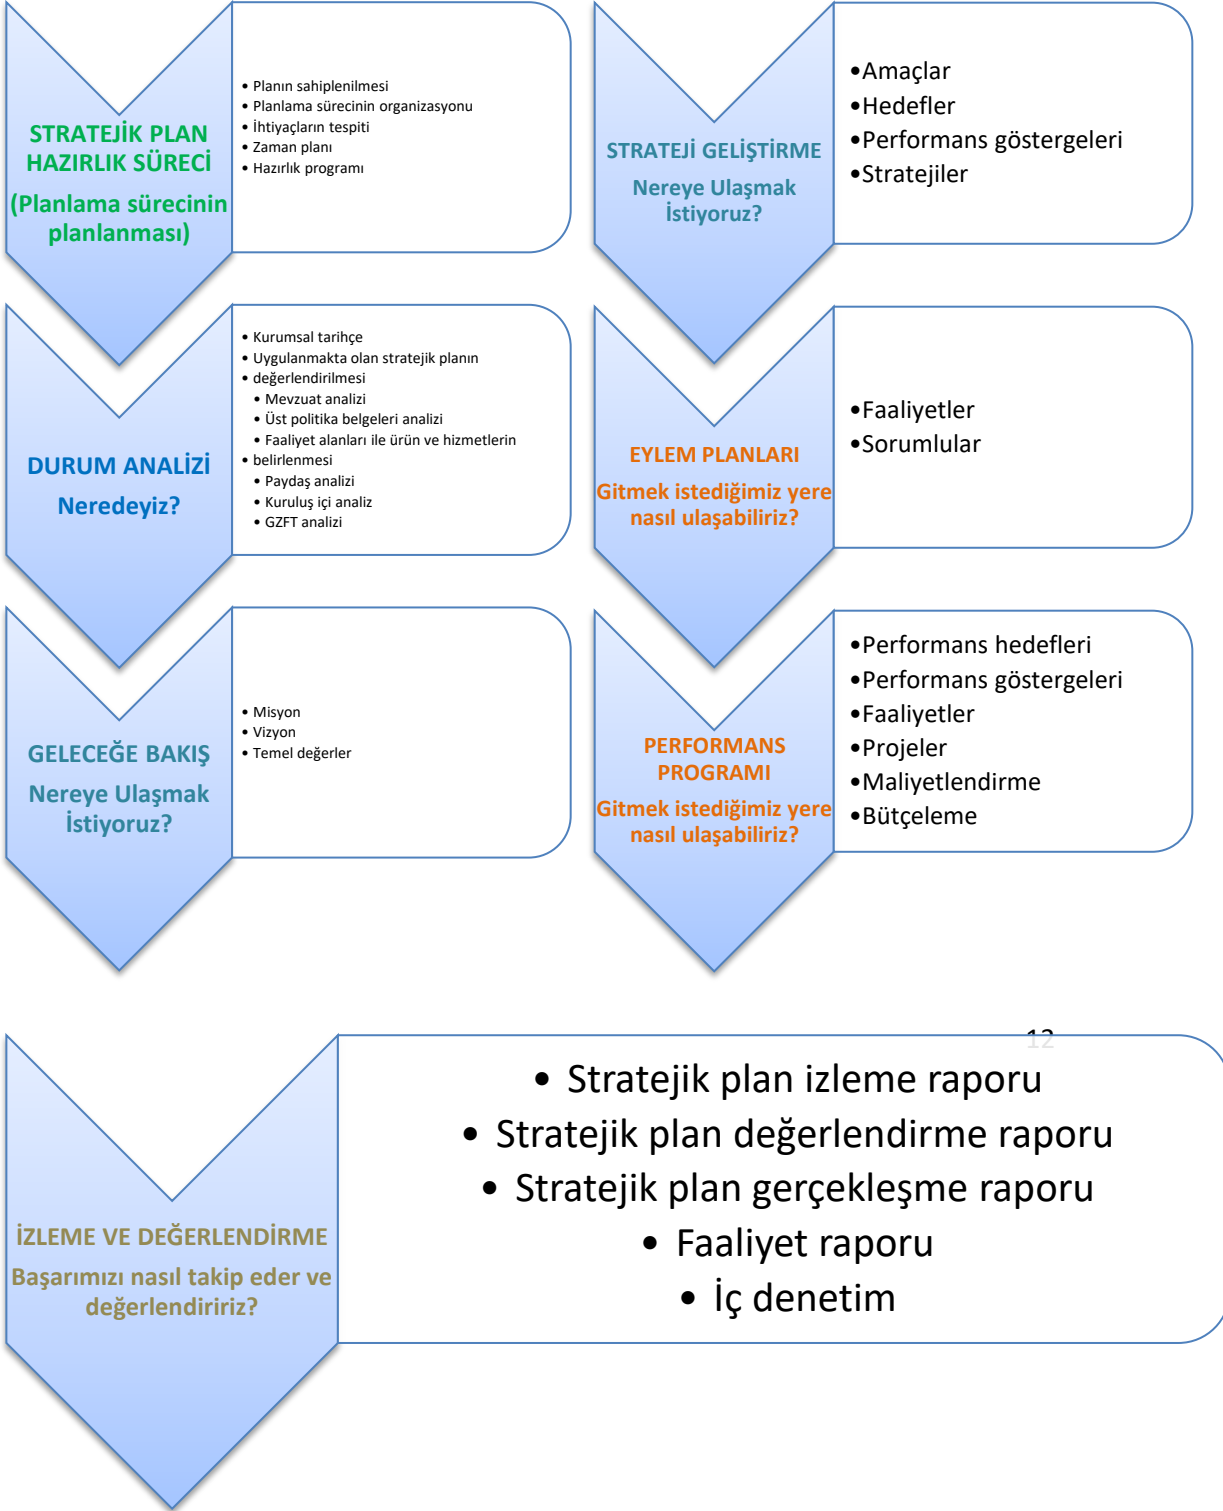 STRATEJİK PLAN
HAZIRLIK SÜRECİ
(Planlama sürecinin
planlanması)
• Planın sahiplenilmesi
• Planlama sürecinin organizasyonu
• İhtiyaçların tespiti
• Zaman planı
• Hazırlık programı
DURUM ANALİZİ
Neredeyiz?
• Kurumsal tarihçe
• Uygulanmakta olan stratejik planın
• değerlendirilmesi
• Mevzuat analizi
• Üst politika belgeleri analizi
• Faaliyet alanları ile ürün ve hizmetlerin
• belirlenmesi
• Paydaş analizi
• Kuruluş içi analiz
• GZFT analizi
GELECEĞE BAKIŞ
Nereye Ulaşmak
İstiyoruz?
• Misyon
• Vizyon
• Temel değerler
STRATEJİ GELİŞTİRME
Nereye Ulaşmak
İstiyoruz?
•Amaçlar
•Hedefler
•Performans göstergeleri
•Stratejiler
EYLEM PLANLARI
Gitmek istediğimiz yere
nasıl ulaşabiliriz?
•Faaliyetler
•Sorumlular
PERFORMANS
PROGRAMI
Gitmek istediğimiz yere
nasıl ulaşabiliriz?
•Performans hedefleri
•Performans göstergeleri
•Faaliyetler
•Projeler
•Maliyetlendirme
•Bütçeleme
12
İZLEME VE DEĞERLENDİRME
Başarımızı nasıl takip eder ve
değerlendiririz?
• Stratejik plan izleme raporu
• Stratejik plan değerlendirme raporu
• Stratejik plan gerçekleşme raporu
• Faaliyet raporu
• İç denetim